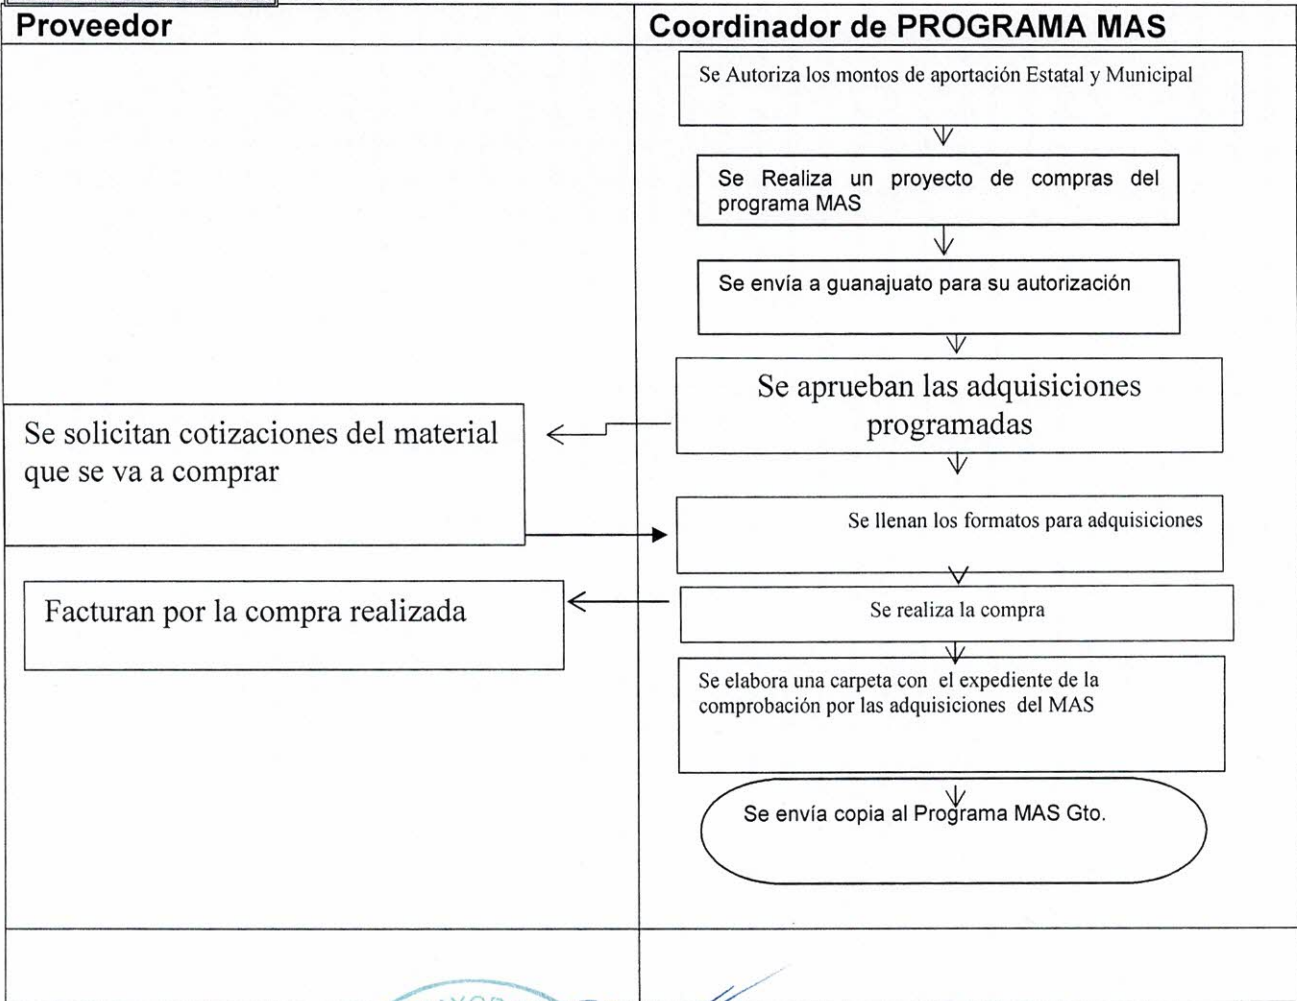 Proveedor
Coordinador de PROGRAMA MAS
Se Autoriza los montos de aportación Estatal y Municipal
Se Realiza un proyecto de compras del
programa MAS
Se envía a guanajuato para su autorización
Se aprueban las adquisiciones
programadas
Se solicitan cotizaciones del material
que se va a comprar
Se llenan los formatos para adquisiciones
Se realiza la compra
Facturan por la compra realizada
Se elabora una carpeta con el expediente de la
comprobación por las adquisiciones del MAS
Se envía copia al Programa MAS Gto.